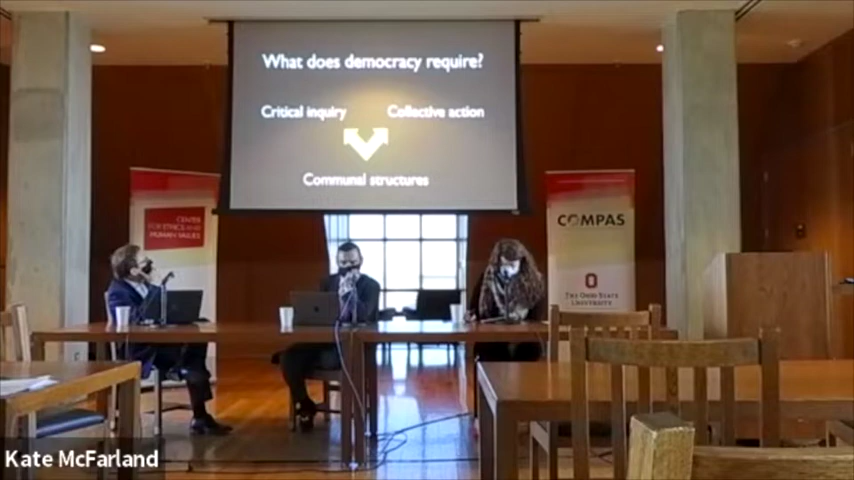 What does democracy require?
Critical inquiry
Collective action
Communal structures
CENTER
FOR ETHICS AND
HUMAN VALUES
COMPAS
THE OHIO STATE
UNIVERSITY
Kate McFarland